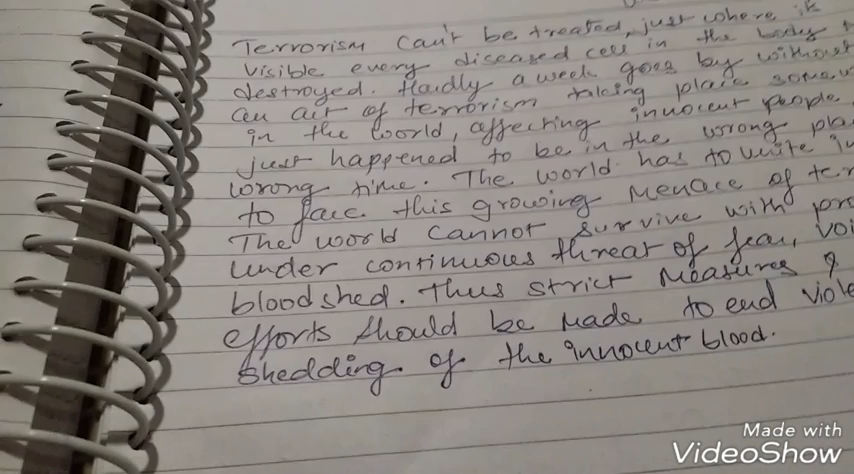 Terrorism can't be treated, just where it
visible every diseased cell in the body
destroyed. Hardly a week goes by without
an act of terrorism taking place
in the world, affecting innocent people
just happened to be in the wrong
wrong time. The world has to unite
to face this growing menace of
The world cannot survive with
under continuous threat of fear,
bloodshed. Thus strict measures &
efforts should be made to end
shedding of the innocent blood.
Made with
VideoShow